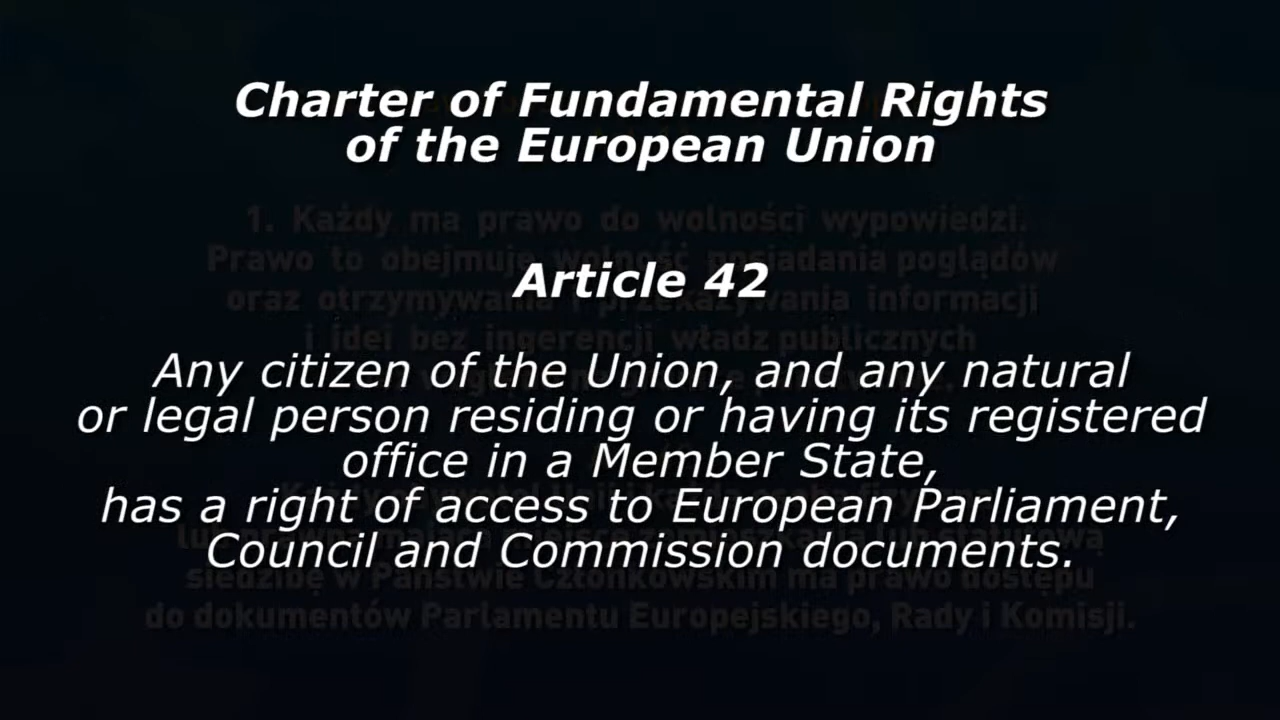 Charter of Fundamental Rights
of the European Union
1. Każdy ma prawo do wolności wypowiedzi.
Prawo to obejmuje wolność posiadania poglądów
Article 42
oraz otrzymywania i przekazywania informacji
i idei bez ingerencji władz publicznych
Any citizen of the Union, and any natural
or legal person residing or having its registered
office in a Member State,
has a right of access to European Parliament,
Council and Commission documents.
siedzibę w Państwie Członkowskim ma prawo dostępu
do dokumentów Parlamentu Europejskiego, Rady i Komisji.